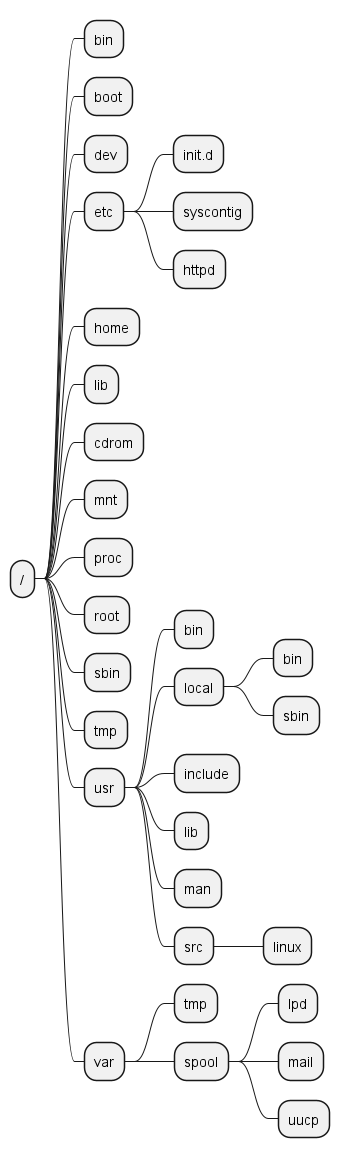 bin
boot
dev
init.d
etc
syscontig
httpd
home
lib
cdrom
mnt
proc
/
root
bin
bin
sbin
local
sbin
tmp
include
usr
lib
man
src
linux
tmp
lpd
var
spool
mail
uucp